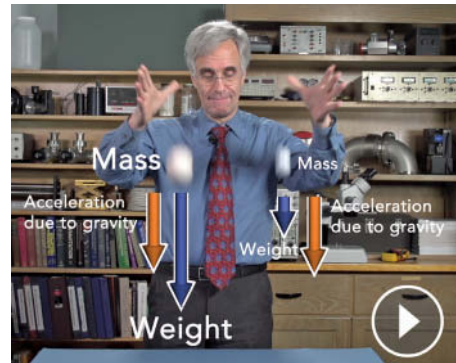 Mass
Mass
Acceleration
due to gravity
Acceleration
due to gravity
Weight
Weight